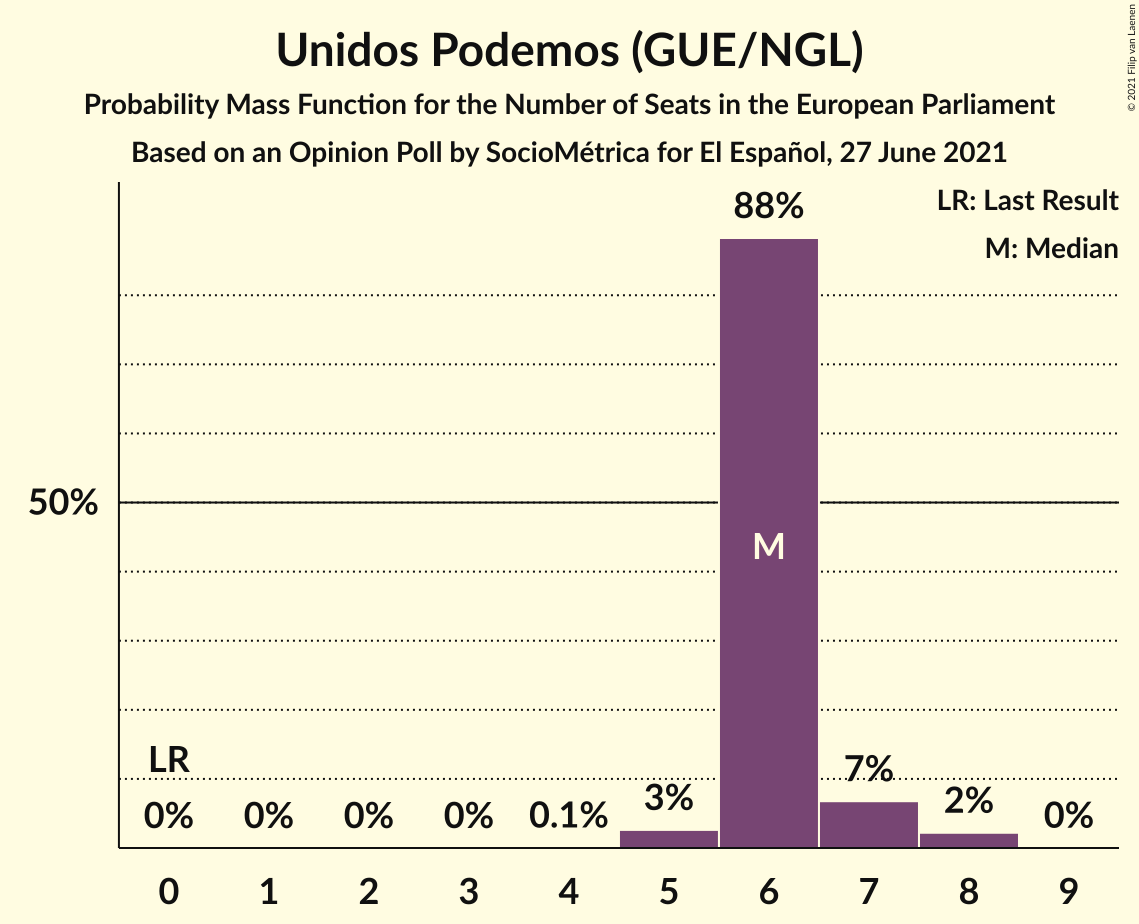 Unidos Podemos (GUE/NGL)
Probability Mass Function for the Number of Seats in the European Parliament
Based on an Opinion Poll by SocioMétrica for El Español, 27 June 2021
© 2021 Filip van Laenen
LR: Last Result
M: Median
88%
50%
M
LR
0% 0% 0% 0% 0.1% 3% 7% 2% 0%
0 1 2 3 4 5 6 7 8 9